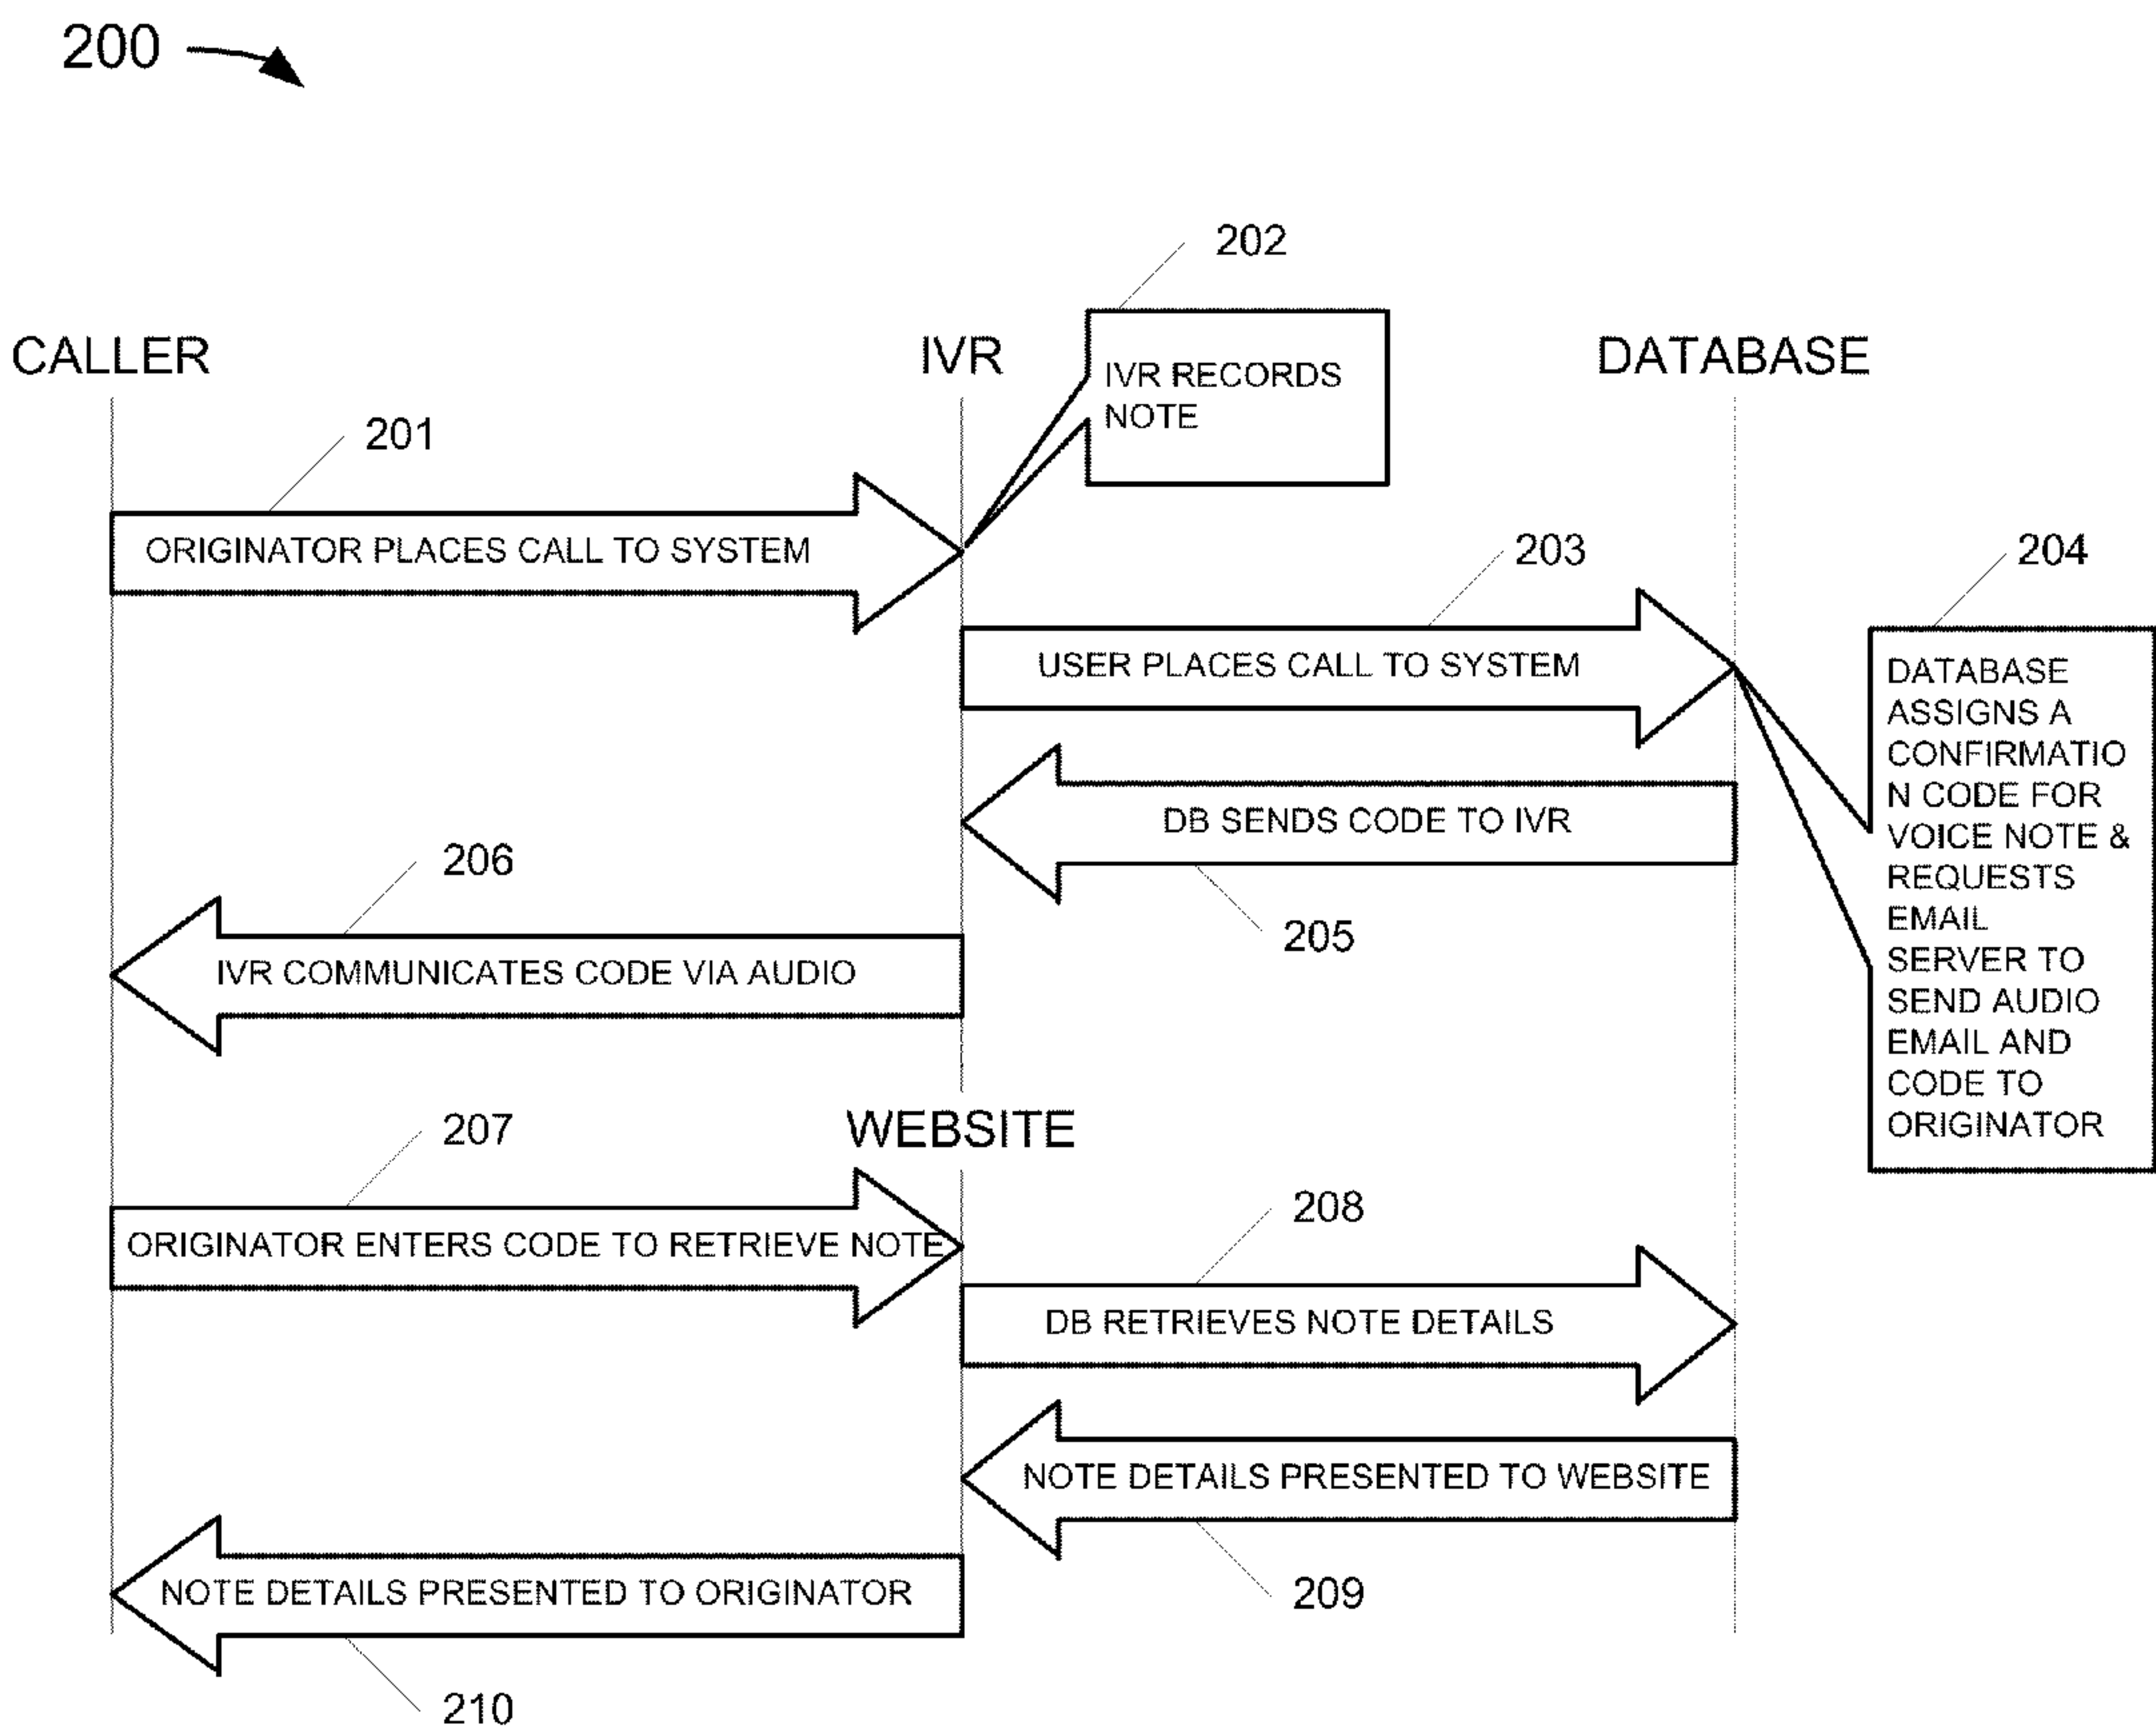 200
202
CALLER
IVR
DATABASE
IVR RECORDS
NOTE
201
ORIGINATOR PLACES CALL TO SYSTEM
203
204
USER PLACES CALL TO SYSTEM
DATABASE
ASSIGNS A
CONFIRMATIO
N CODE FOR
VOICE NOTE &
REQUESTS
EMAIL
SERVER TO
SEND AUDIO
EMAIL AND
CODE TO
ORIGINATOR
DB SENDS CODE TO IVR
205
206
IVR COMMUNICATES CODE VIA AUDIO
WEBSITE
207
ORIGINATOR ENTERS CODE TO RETRIEVE NOTE
208
DB RETRIEVES NOTE DETAILS
NOTE DETAILS PRESENTED TO WEBSITE
209
NOTE DETAILS PRESENTED TO ORIGINATOR
210